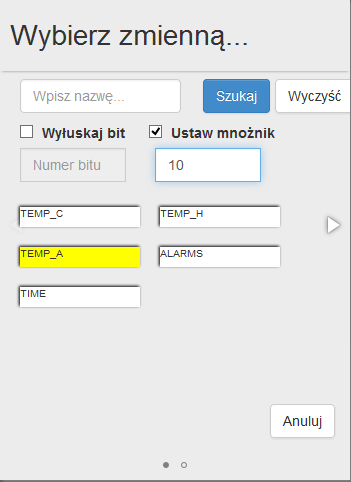 Wybierz zmienną...
Wpisz nazwę... Szukaj Wyczyść
Wyłuskaj bit Ustaw mnożnik
Numer bitu 10
TEMP_C TEMP_H
TEMP_A ALARMS
TIME
Anuluj